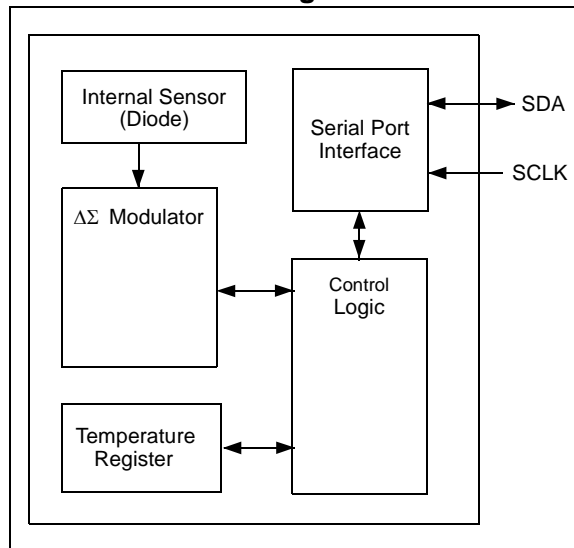 Internal Sensor
(Diode)
Serial Port
Interface
SDA
SCLK
ΔΣ Modulator
Control
Logic
Temperature
Register